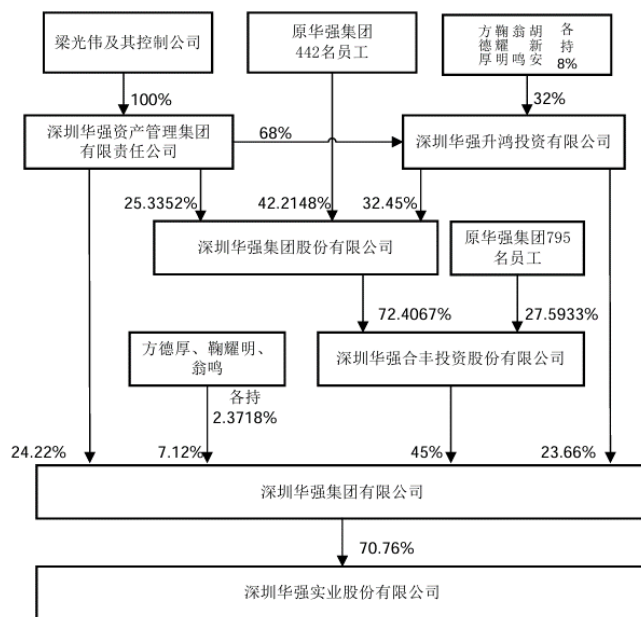 梁光伟及其控制公司
原华强集团
442名员工
方德厚
鞠耀明
翁鸣
胡新安
各持
8%
100%
32%
深圳华强资产管理集团
有限责任公司
68%
深圳华强升鸿投资有限公司
25.3352%
42.2148%
32.45%
深圳华强集团股份有限公司
原华强集团795
名员工
72.4067%
27.5933%
方德厚、鞠耀明、
翁鸣
深圳华强合丰投资股份有限公司
各持
2.3718%
24.22%
7.12%
45%
23.66%
深圳华强集团有限公司
70.76%
深圳华强实业股份有限公司